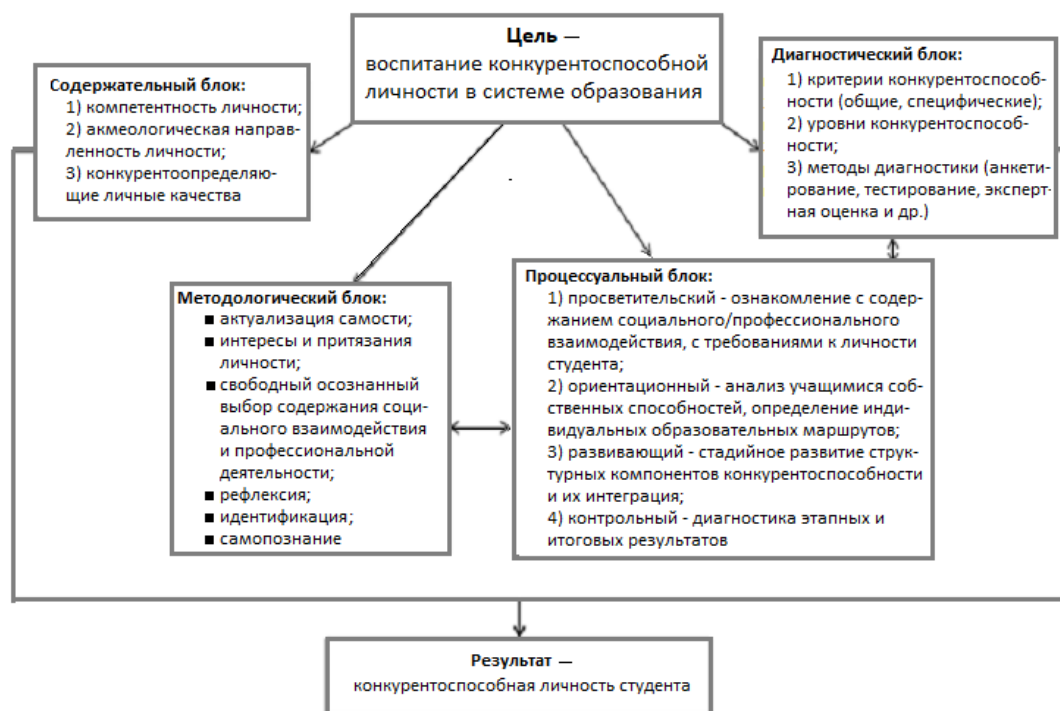 Цель —
воспитание конкурентоспособной
личности в системе образования
Содержательный блок:
1) компетентность личности;
2) акмеологическая направ-
ленность личности;
3) конкурентоопределяю-
щие личные качества
Диагностический блок:
1) критерии конкурентоспособ-
ности (общие, специфические);
2) уровни конкурентоспособ-
ности;
3) методы диагностики (анкети-
рование, тестирование, эксперт-
ная оценка и др.)
Методологический блок:
■ актуализация самости;
■ интересы и притязания
личности;
■ свободный осознанный
выбор содержания соци-
ального взаимодействия
и профессиональной
деятельности;
■ рефлексия;
■ идентификация;
■ самопознание
Процессуальный блок:
1) просветительский - ознакомление с содер-
жанием социального/профессионального
взаимодействия, с требованиями к личности
студента;
2) ориентационный - анализ учащимися соб-
ственных способностей, определение инди-
видуальных образовательных маршрутов;
3) развивающий - стадийное развитие струк-
турных компонентов конкурентоспособности
и их интеграция;
4) контрольный - диагностика этапных и
итоговых результатов
Результат —
конкурентоспособная личность студента